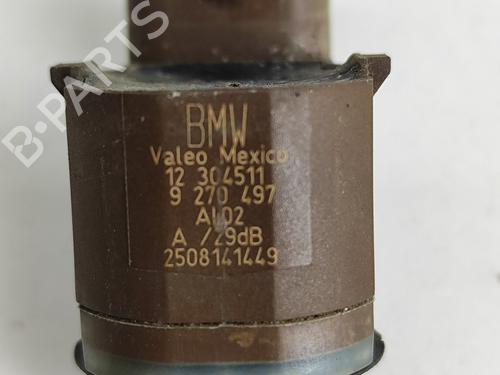 B-PARTS
BMW
Valeo Mexico
12 304511
9 270 497
AI02
A /29dB
2508141449